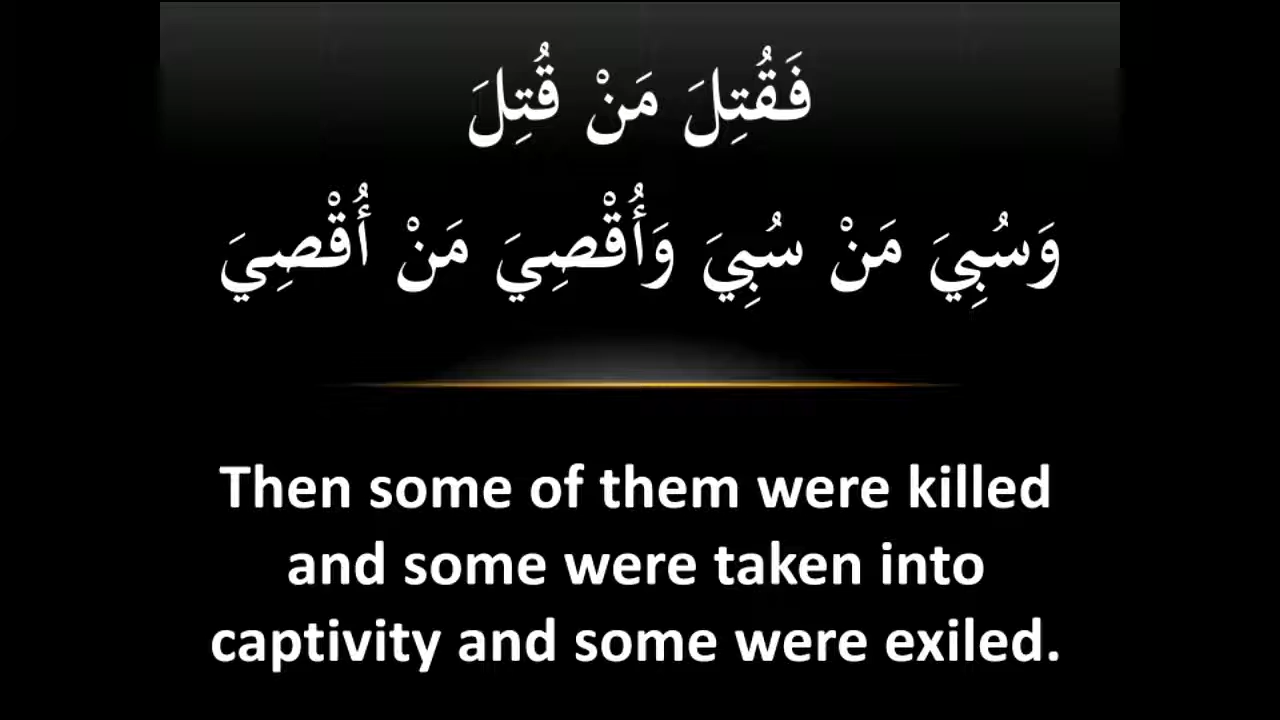 فَقُتِلَ مَنْ قُتِلَ
وَسُبِيَ مَنْ سُبِيَ وَأُقْصِيَ مَنْ أُقْصِيَ
Then some of them were killed
and some were taken into
captivity and some were exiled.